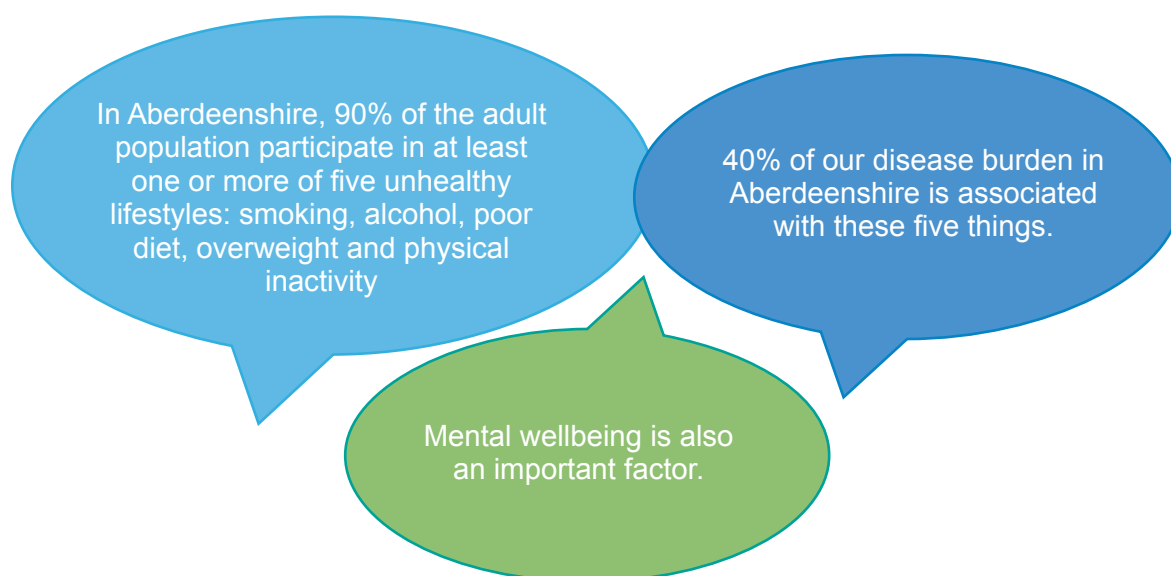 In Aberdeenshire, 90% of the adult
population participate in at least
one or more of five unhealthy
lifestyles: smoking, alcohol, poor
diet, overweight and physical
inactivity
40% of our disease burden in
Aberdeenshire is associated
with these five things.
Mental wellbeing is also
an important factor.